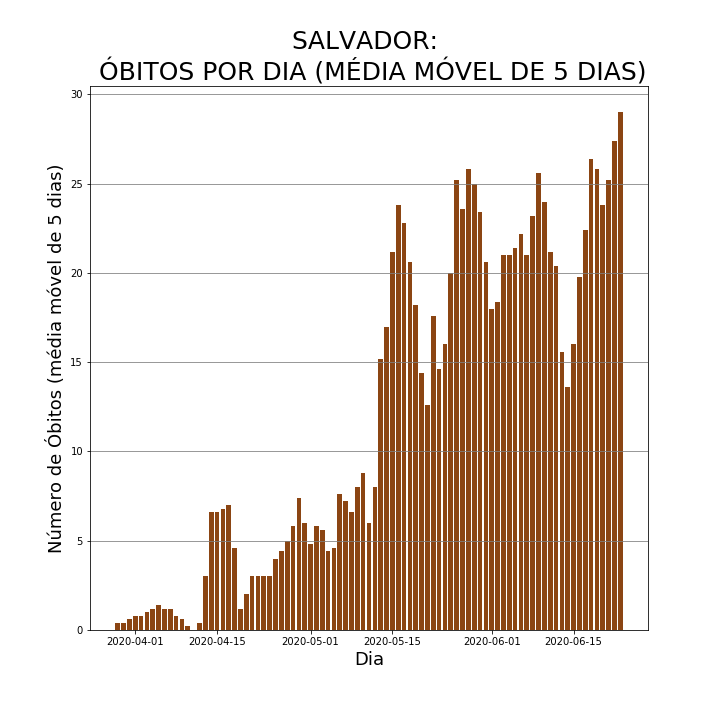 SALVADOR:
ÓBITOS POR DIA (MÉDIA MÓVEL DE 5 DIAS)
Número de Óbitos (média móvel de 5 dias)
30
25
20
15
10
5
0
2020-04-01 2020-04-15 2020-05-01 2020-05-15 2020-06-01 2020-06-15
Dia